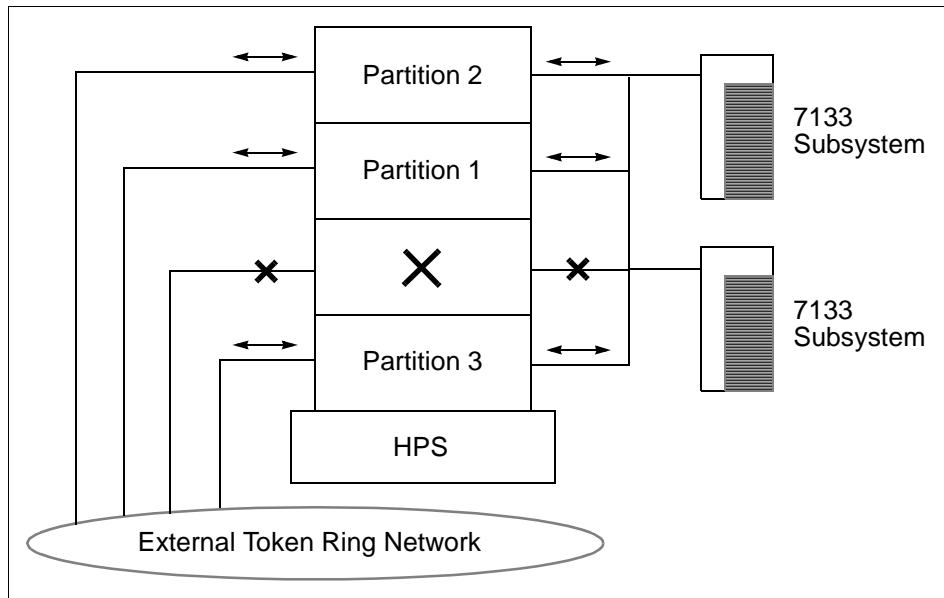 Partition 2
7133
Subsystem
Partition 1
7133
Subsystem
Partition 3
HPS
External Token Ring Network